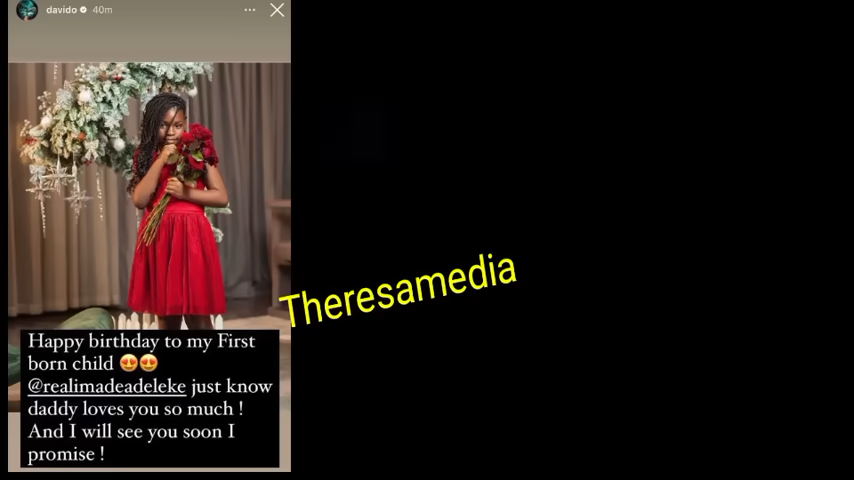 davido 40m
Theresamedia
Happy birthday to my First
born child 😍😍
@realimadeadeleke just know
daddy loves you so much !
And I will see you soon I
promise !